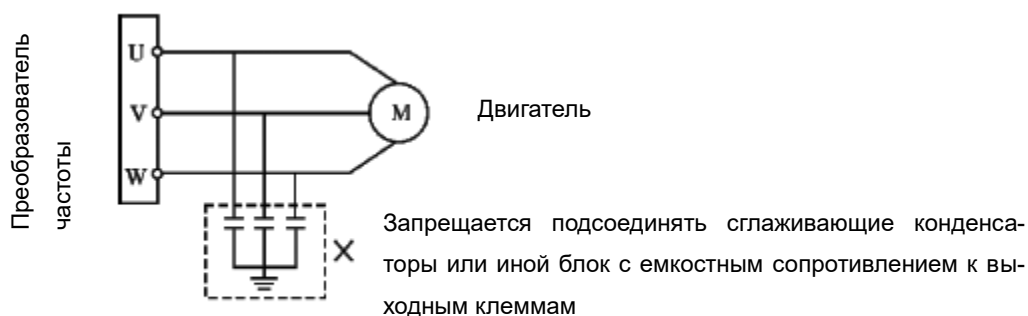 Преобразователь
частоты
U
V
W
M
Двигатель
Запрещается подсоединять сглаживающие конденса-
торы или иной блок с емкостным сопротивлением к вы-
ходным клеммам